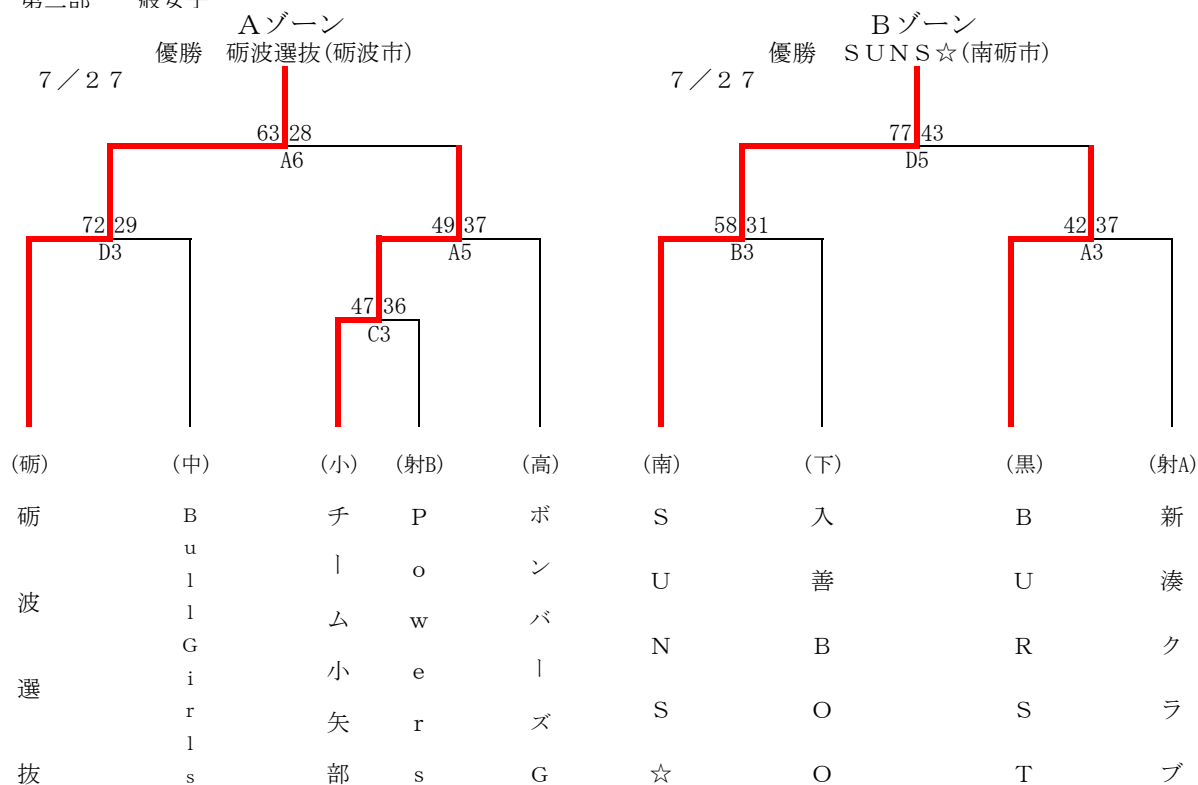 Aゾーン
優勝　砺波選抜(砺波市)
7／27
63 28
A6
72 29
D3
49 37
A5
47 36
C3
(砺)
(中)
(小)
(射B)
(高)
砺波選抜
BullGirls
チーム小矢部
Powers
ボンバーズG
Bゾーン
優勝　SUNS☆(南砺市)
7／27
77 43
D5
58 31
B3
42 37
A3
(南)
(下)
(黒)
(射A)
SUNS☆
入善BOO
BURST
新湊クラブ